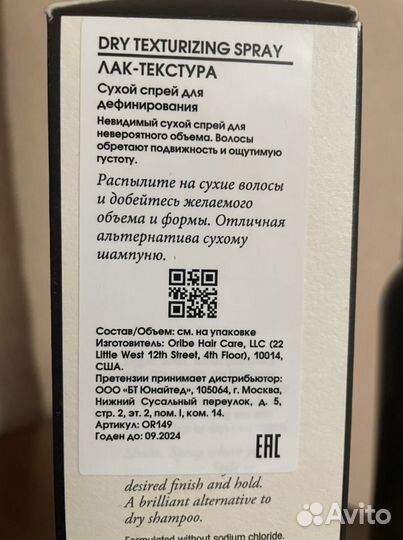 DRY TEXTURIZING SPRAY
ЛАК-ТЕКСТУРА
Сухой спрей для
дефинирования
Невидимый сухой спрей для
невероятного объема. Волосы
обретают подвижность и ощутимую
густоту.
Распылите на сухие волосы
и добейтесь желаемого
объема и формы. Отличная
альтернатива сухому
шампуню.
Состав/Объем: см. на упаковке
Изготовитель: Oribe Hair Care, LLC (22
Little West 12th Street, 4th Floor), 10014,
США.
Претензии принимает дистрибьютор:
ООО «БТ Юнайтед», 105064, г. Москва,
Нижний Сусальный переулок, д. 5,
стр. 2, эт. 2, пом. I, ком. 14.
Артикул: OR149
Годен до: 09.2024
EAC
desired finish and hold.
A brilliant alternative to
dry shampoo.
Formulated without sodium chloride.
Avito